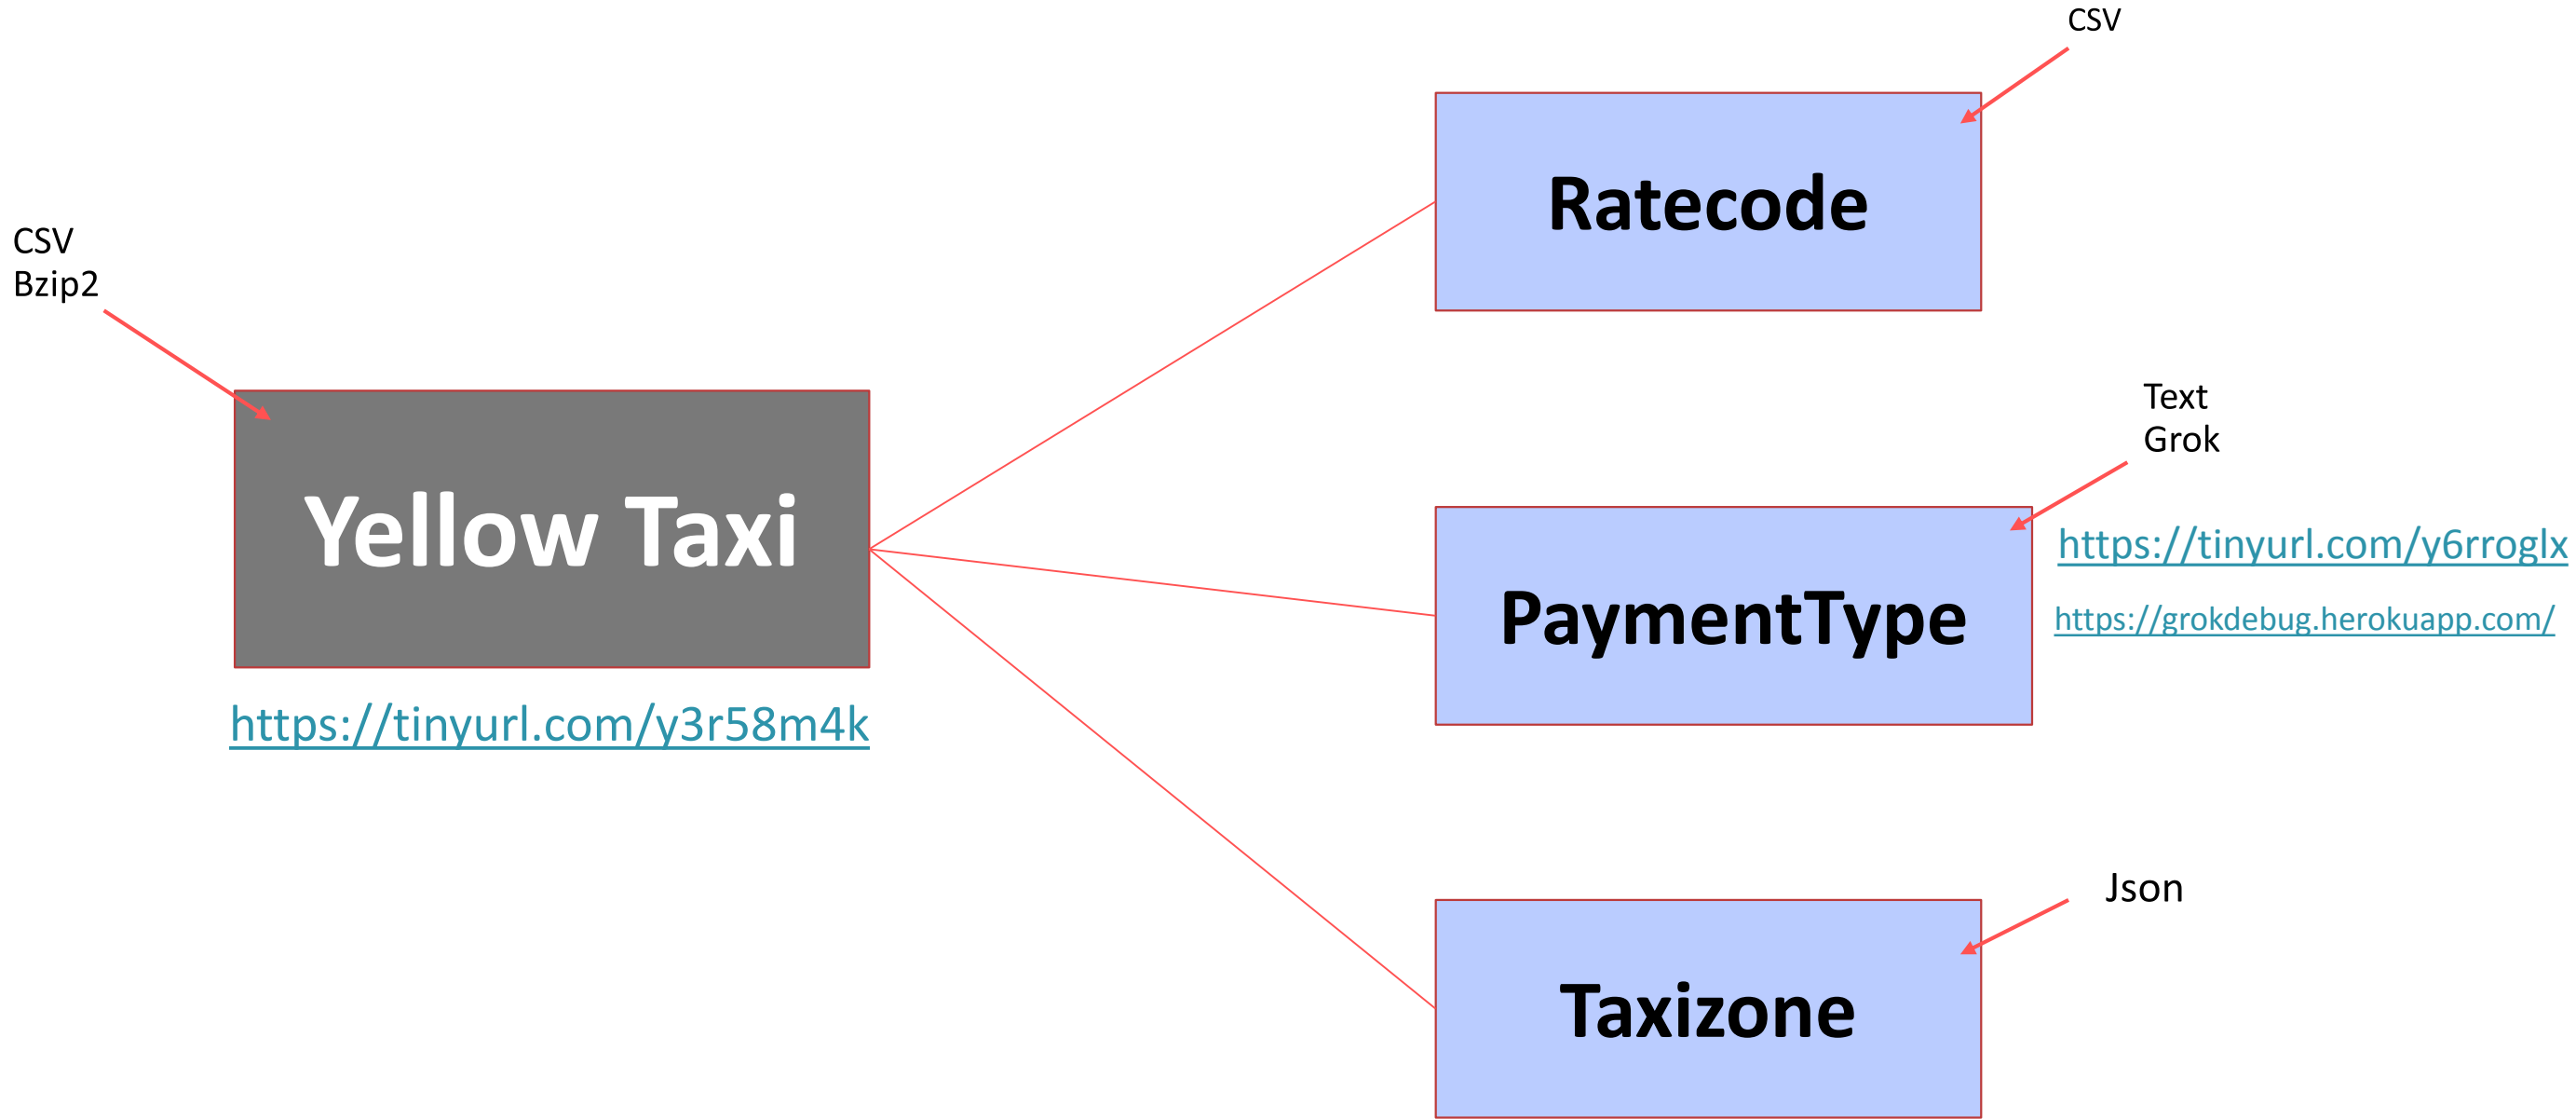 CSV
Ratecode
CSV
Bzip2
Yellow Taxi
https://tinyurl.com/y3r58m4k
Text
Grok
PaymentType
https://tinyurl.com/y6rroglx
https://grokdebug.herokuapp.com/
Json
Taxizone